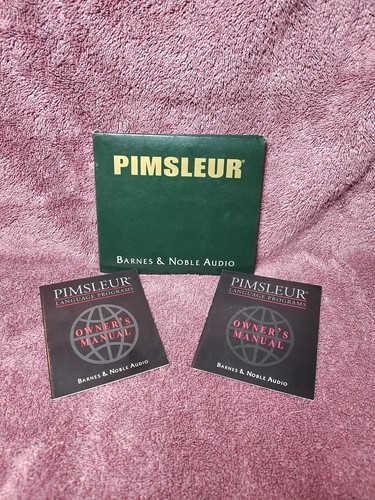 PIMSLEUR®
BARNES & NOBLE AUDIO
PIMSLEUR®
LANGUAGE PROGRAMS
OWNER'S
MANUAL
BARNES & NOBLE AUDIO
PIMSLEUR®
LANGUAGE PROGRAMS
OWNER'S
MANUAL
BARNES & NOBLE AUDIO